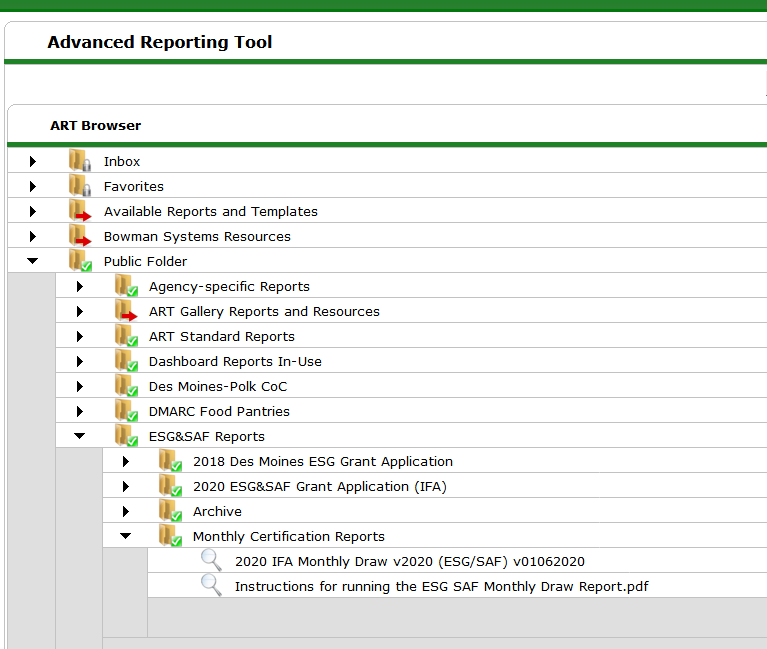 Advanced Reporting Tool
ART Browser
Inbox
Favorites
Available Reports and Templates
Bowman Systems Resources
Public Folder
Agency-specific Reports
ART Gallery Reports and Resources
ART Standard Reports
Dashboard Reports In-Use
Des Moines-Polk CoC
DMARC Food Pantries
ESG&SAF Reports
2018 Des Moines ESG Grant Application
2020 ESG&SAF Grant Application (IFA)
Archive
Monthly Certification Reports
2020 IFA Monthly Draw v2020 (ESG/SAF) v01062020
Instructions for running the ESG SAF Monthly Draw Report.pdf